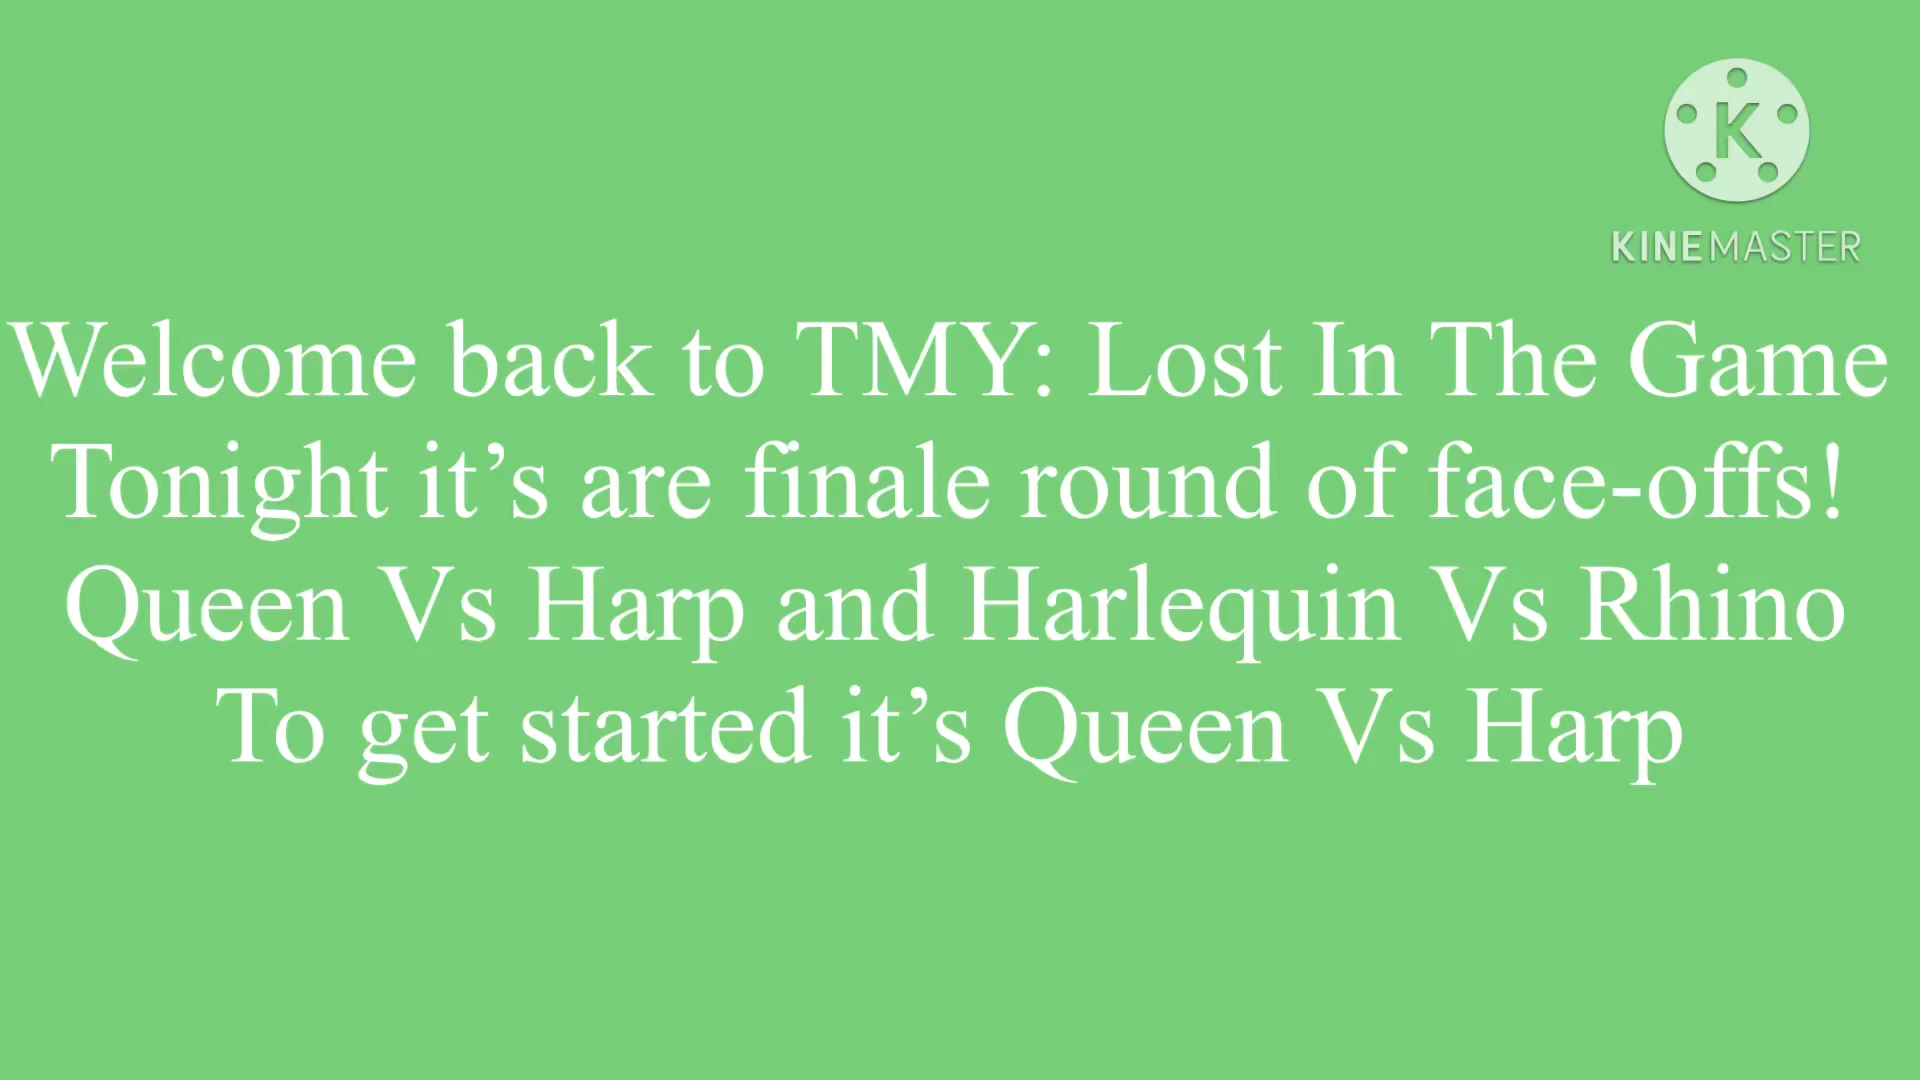 K
KINEMASTER
Welcome back to TMY: Lost In The Game
Tonight it’s are finale round of face-offs!
Queen Vs Harp and Harlequin Vs Rhino
To get started it’s Queen Vs Harp